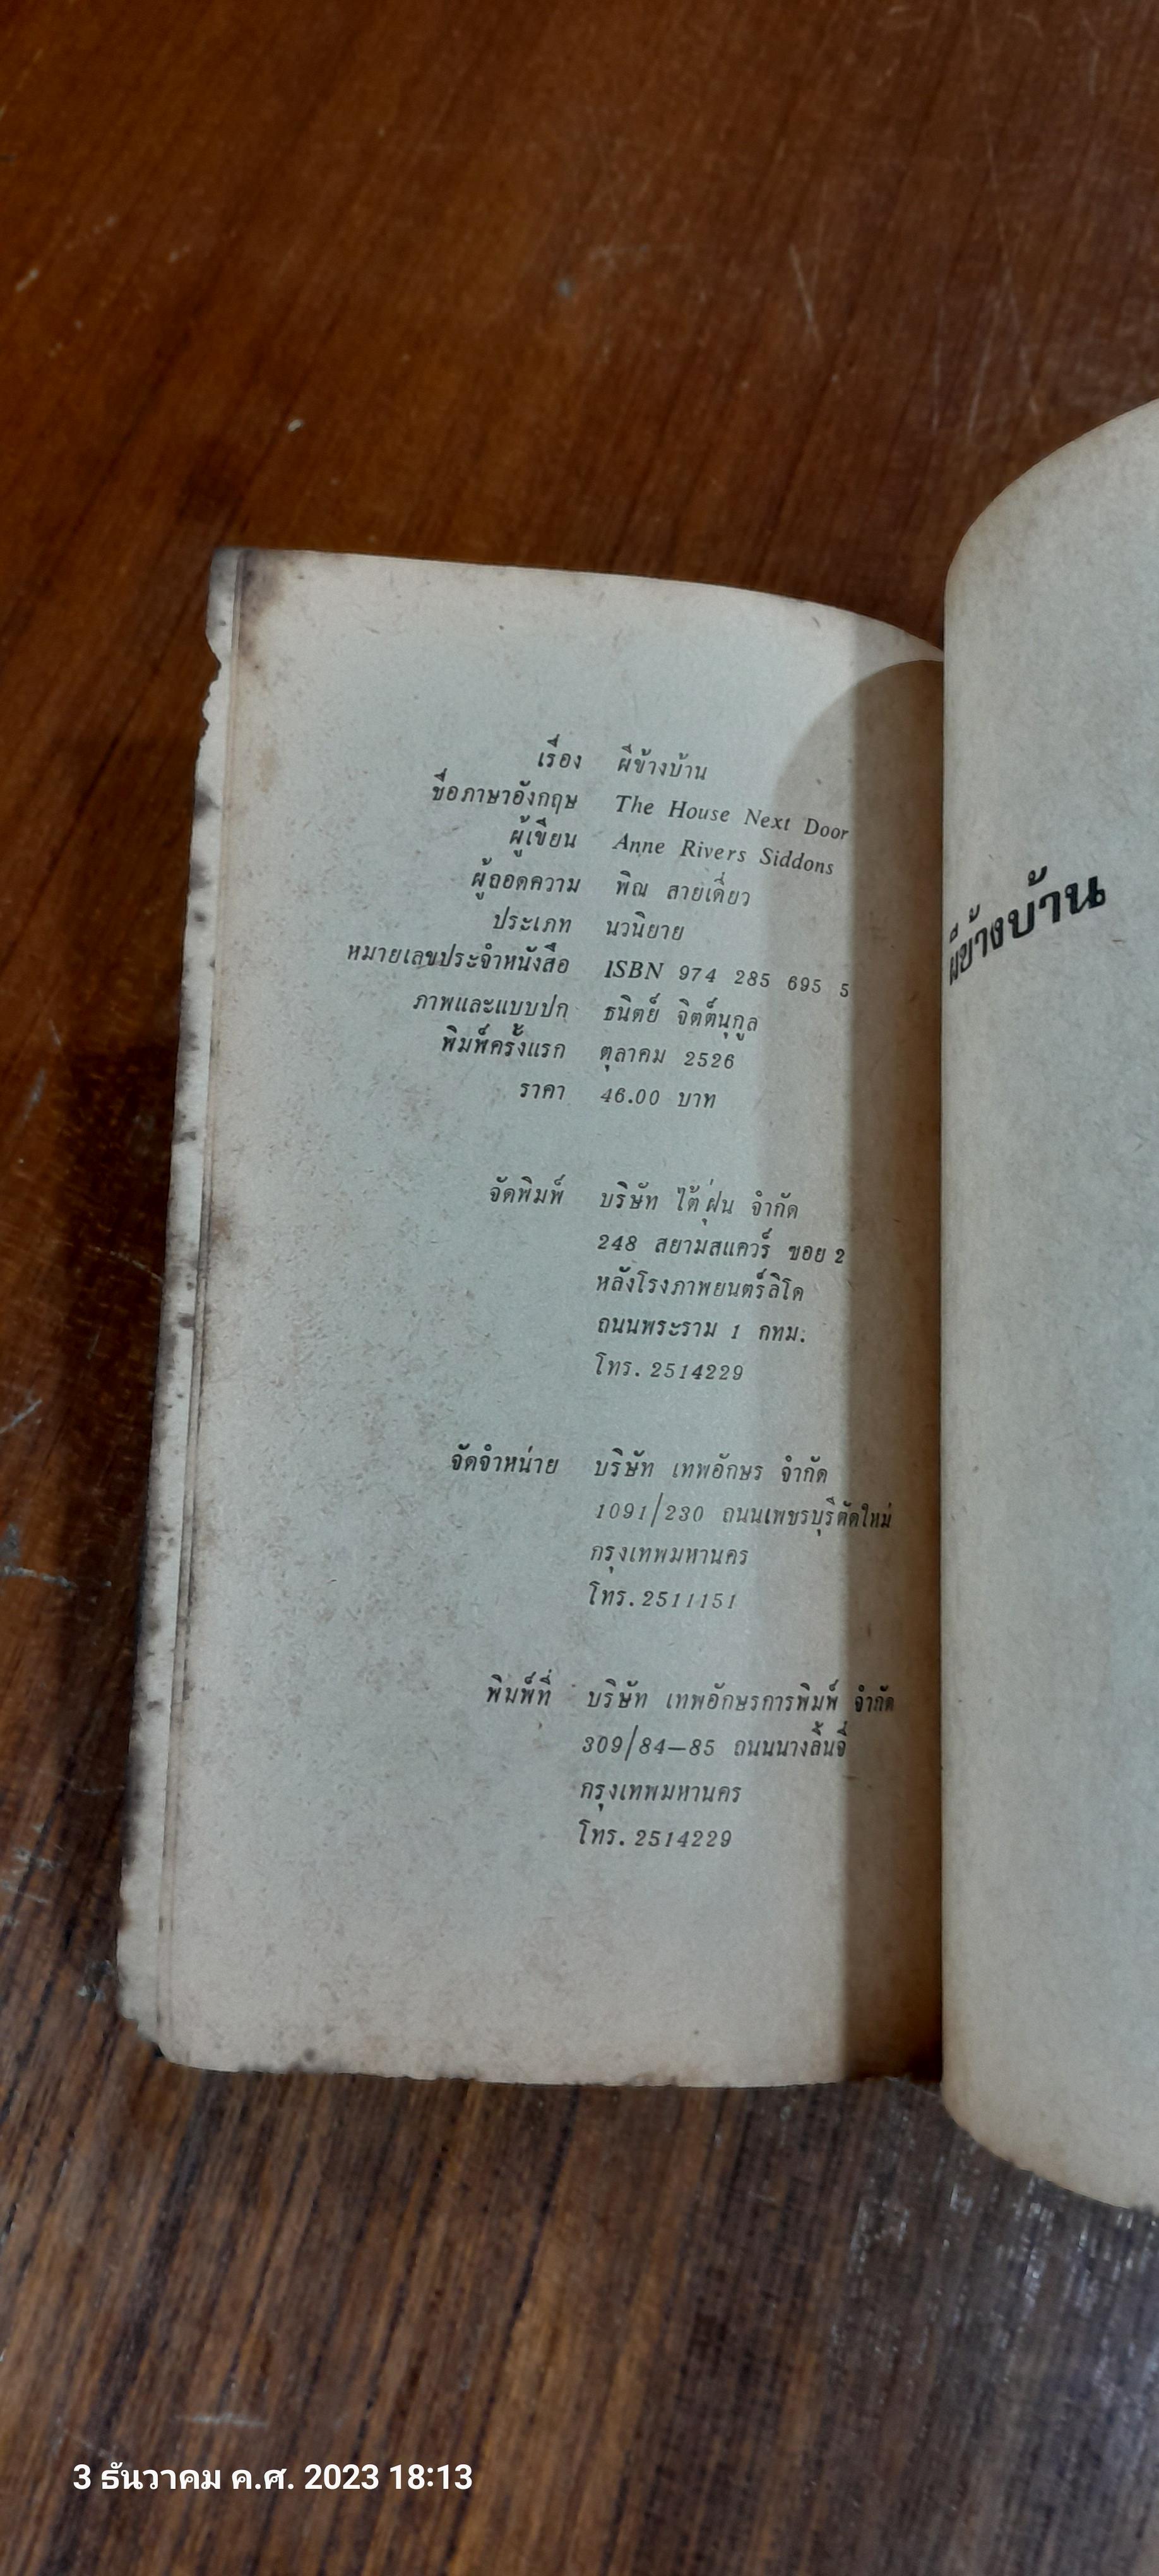 เรื่อง ผีข้างบ้าน
ชื่อภาษาอังกฤษ The House Next Door
ผู้เขียน Anne Rivers Siddons
ผู้ถอดความ พิณ สายเดี่ยว
ประเภท นวนิยาย
หมายเลขประจำหนังสือ ISBN 974 285 695 5
ภาพและแบบปก ธนิตย์ จิตต์นุกูล
พิมพ์ครั้งแรก ตุลาคม 2526
ราคา 46.00 บาท
จัดพิมพ์ บริษัท ไต้ฝุ่น จำกัด
248 สยามสแควร์ ซอย 2
หลังโรงภาพยนตร์ลิโด
ถนนพระราม 1 กทม.
โทร. 2514229
จัดจำหน่าย บริษัท เทพอักษร จำกัด
1091/230 ถนนเพชรบุรีตัดใหม่
กรุงเทพมหานคร
โทร. 2511151
พิมพ์ที่ บริษัท เทพอักษรการพิมพ์ จำกัด
309/84–85 ถนนนางลิ้นจี่
กรุงเทพมหานคร
โทร. 2514229
ผีข้างบ้าน
3 ธันวาคม ค.ศ. 2023 18:13